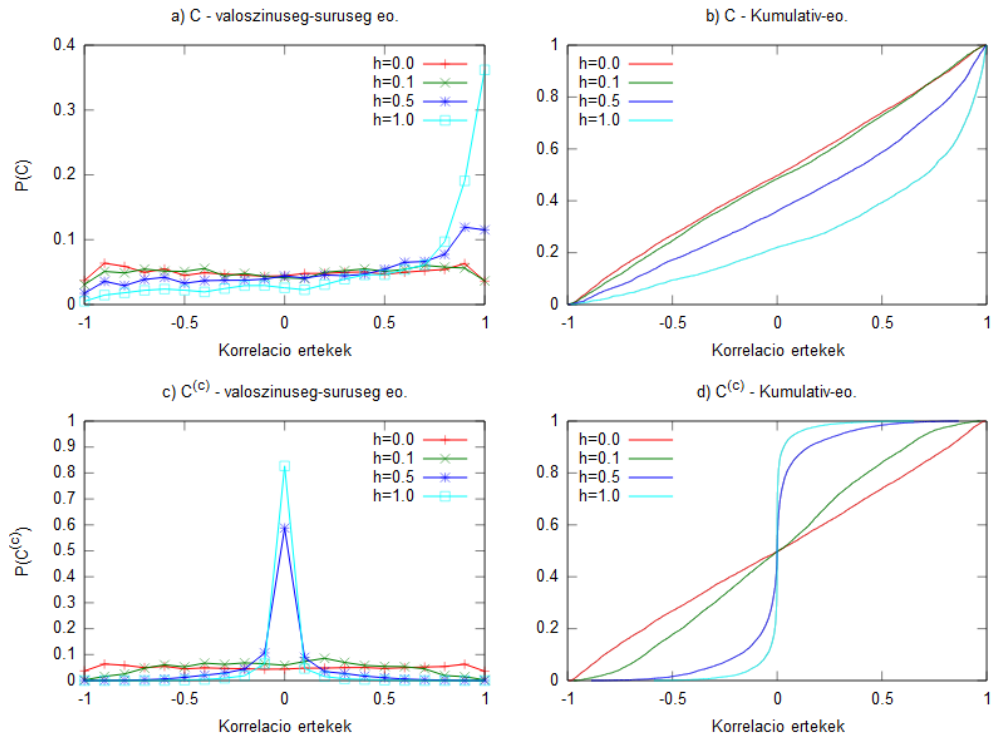 a) C - valoszinuseg-suruseg eo.
0.4
0.3
0.2
0.1
0
P(C)
h=0.0
h=0.1
h=0.5
h=1.0
-1
-0.5
0
0.5
1
Korrelacio ertekek
b) C - Kumulativ-eo.
1
0.8
0.6
0.4
0.2
0
h=0.0
h=0.1
h=0.5
h=1.0
-1
-0.5
0
0.5
1
Korrelacio ertekek
c) C^(c) - valoszinuseg-suruseg eo.
1
0.9
0.8
0.7
0.6
0.5
0.4
0.3
0.2
0.1
0
P(C^(c))
h=0.0
h=0.1
h=0.5
h=1.0
-1
-0.5
0
0.5
1
Korrelacio ertekek
d) C^(c) - Kumulativ-eo.
1
0.8
0.6
0.4
0.2
0
h=0.0
h=0.1
h=0.5
h=1.0
-1
-0.5
0
0.5
1
Korrelacio ertekek